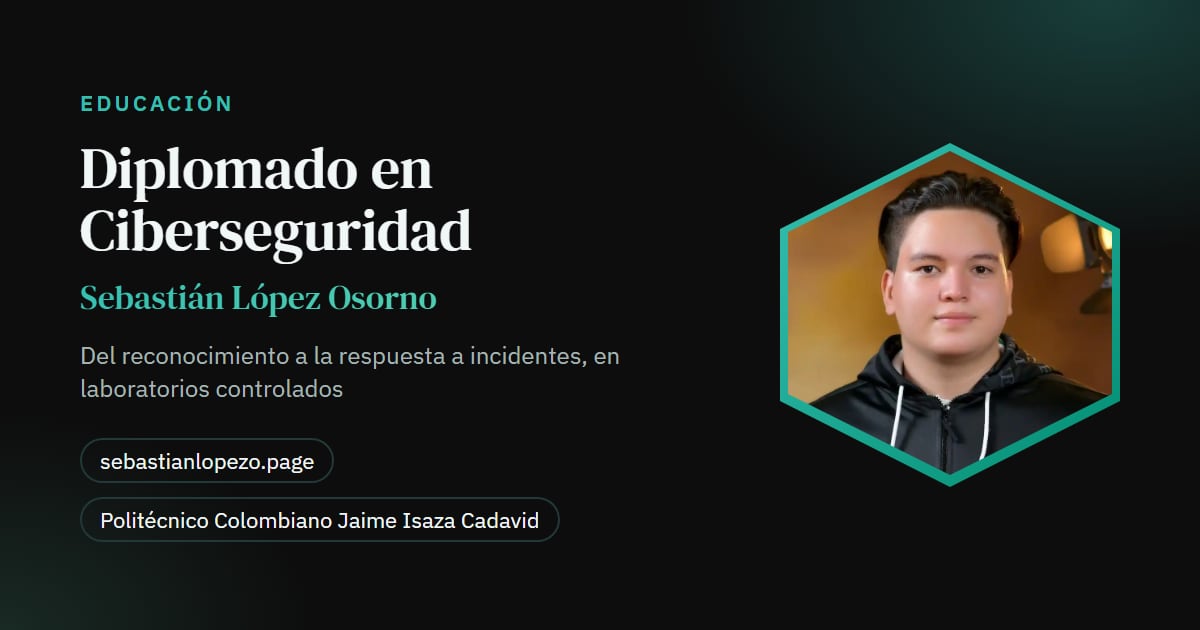 EDUCACIÓN
Diplomado en
Ciberseguridad
Sebastián López Osorno
Del reconocimiento a la respuesta a incidentes, en
laboratorios controlados
sebastianlopezo.page
Politécnico Colombiano Jaime Isaza Cadavid